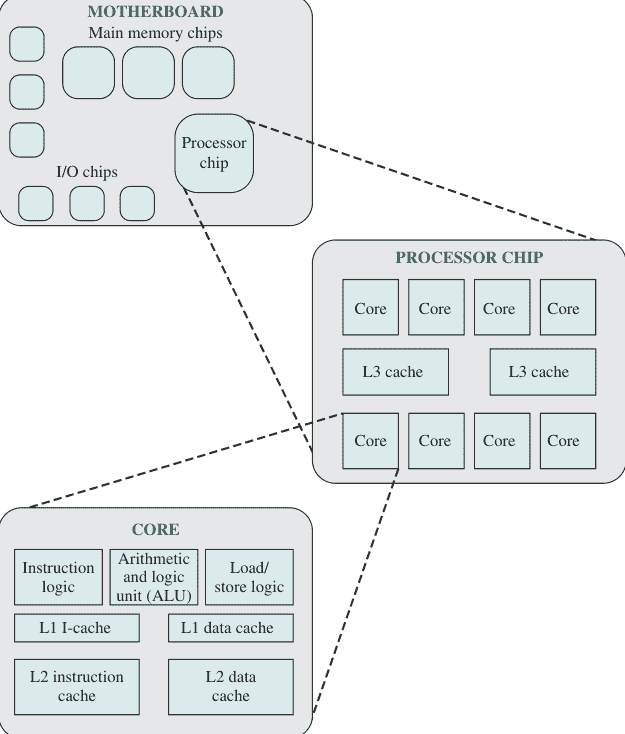 MOTHERBOARD
Main memory chips
Processor
chip
I/O chips
PROCESSOR CHIP
Core
Core
Core
Core
L3 cache
L3 cache
Core
Core
Core
Core
CORE
Instruction
logic
Arithmetic
and logic
unit (ALU)
Load/
store logic
L1 I-cache
L1 data cache
L2 instruction
cache
L2 data
cache